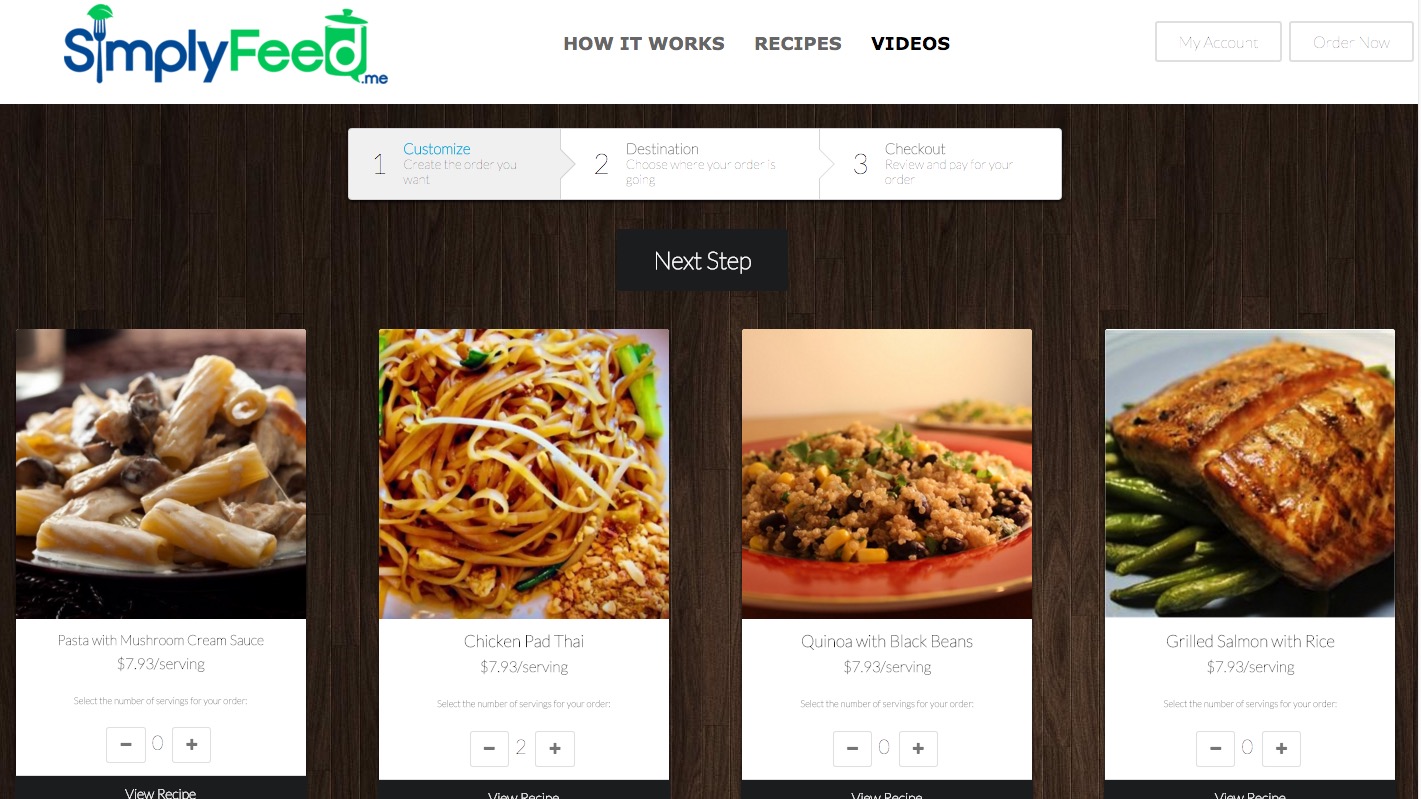 SimplyFeed.me
HOW IT WORKS RECIPES VIDEOS
My Account
Order Now
1
Customize
Create the order you
want
2
Destination
Choose where your order is
going
3
Checkout
Review and pay for your
order
Next Step
Pasta with Mushroom Cream Sauce
$7.93/serving
Select the number of servings for your order:
− 0 +
View Recipe
Chicken Pad Thai
$7.93/serving
Select the number of servings for your order:
− 2 +
View Recipe
Quinoa with Black Beans
$7.93/serving
Select the number of servings for your order:
− 0 +
View Recipe
Grilled Salmon with Rice
$7.93/serving
Select the number of servings for your order:
− 0 +
View Recipe